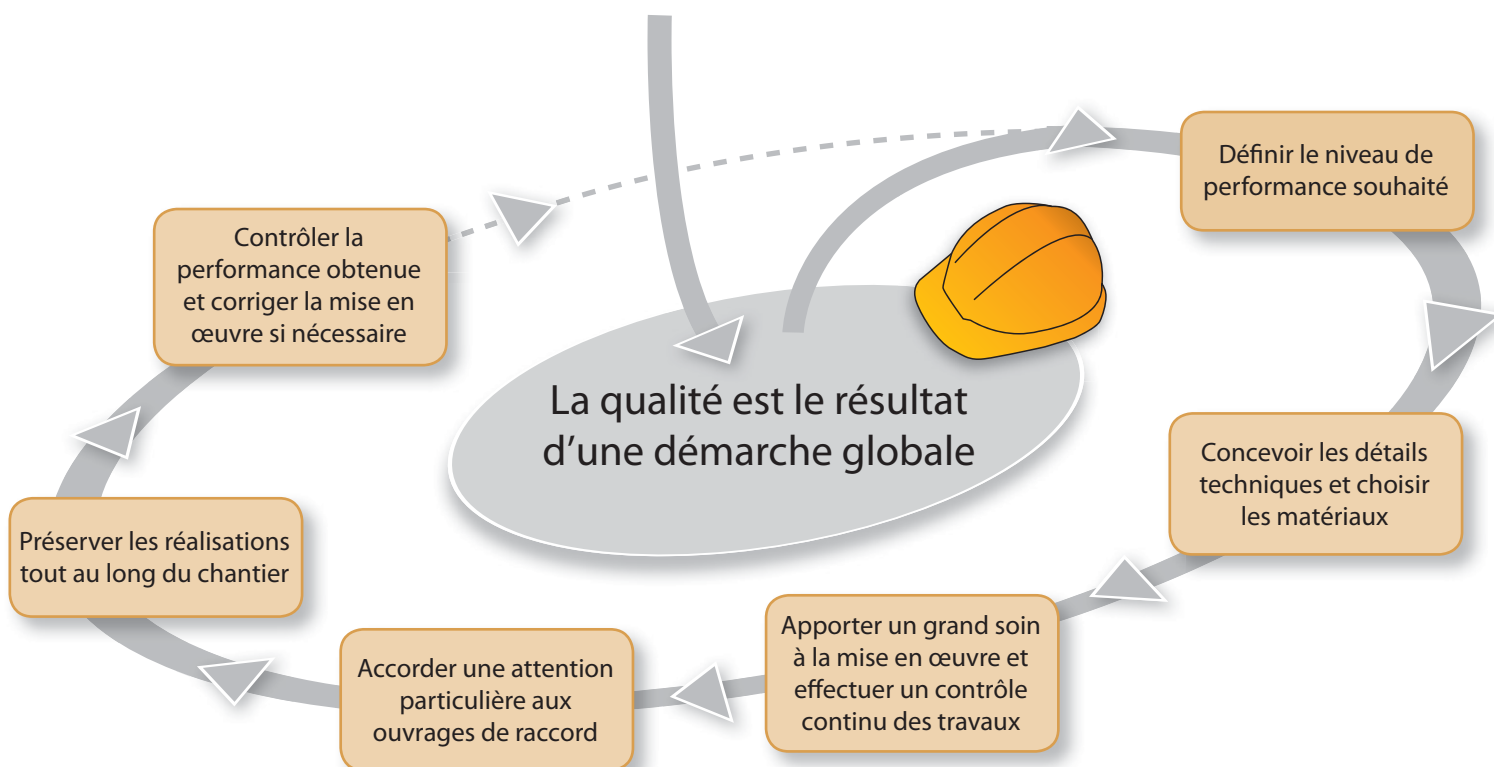 Définir le niveau de
performance souhaité
Contrôler la
performance obtenue
et corriger la mise en
œuvre si nécessaire
La qualité est le résultat
d’une démarche globale
Concevoir les détails
techniques et choisir
les matériaux
Préserver les réalisations
tout au long du chantier
Apporter un grand soin
à la mise en œuvre et
effectuer un contrôle
continu des travaux
Accorder une attention
particulière aux
ouvrages de raccord